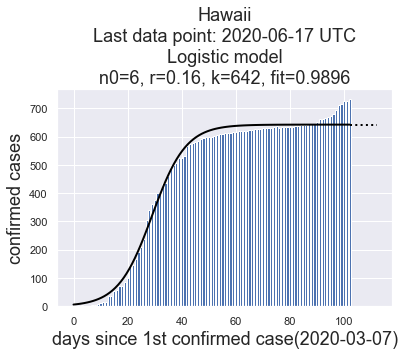 Hawaii
Last data point: 2020-06-17 UTC
Logistic model
n0=6, r=0.16, k=642, fit=0.9896
700
600
500
400
300
200
100
0
confirmed cases
0 20 40 60 80 100
days since 1st confirmed case(2020-03-07)